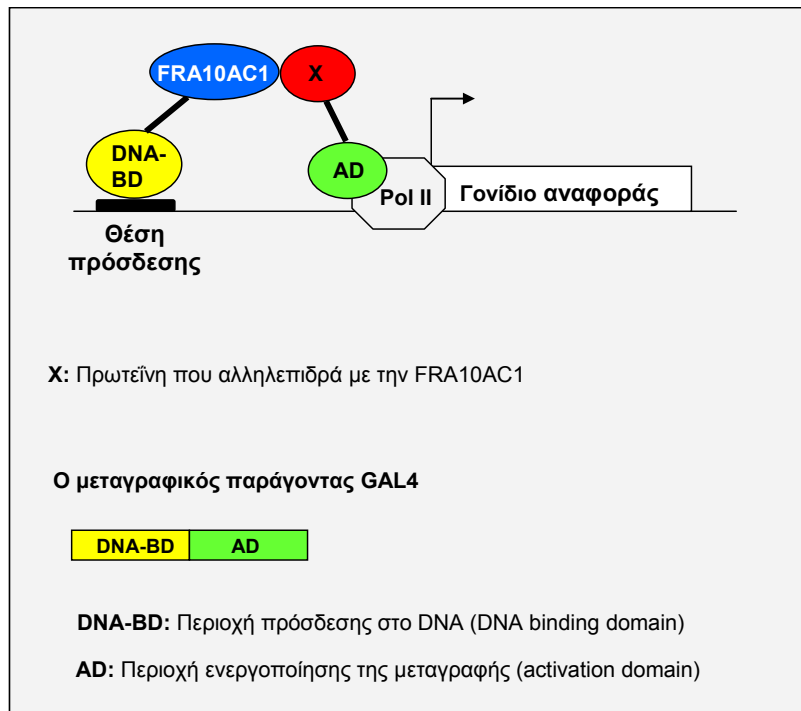 FRA10AC1
X
DNA-
BD
AD
Pol II
Γονίδιο αναφοράς
Θέση
πρόσδεσης
X: Πρωτεΐνη που αλληλεπιδρά με την FRA10AC1
Ο μεταγραφικός παράγοντας GAL4
DNA-BD
AD
DNA-BD: Περιοχή πρόσδεσης στο DNA (DNA binding domain)
AD: Περιοχή ενεργοποίησης της μεταγραφής (activation domain)